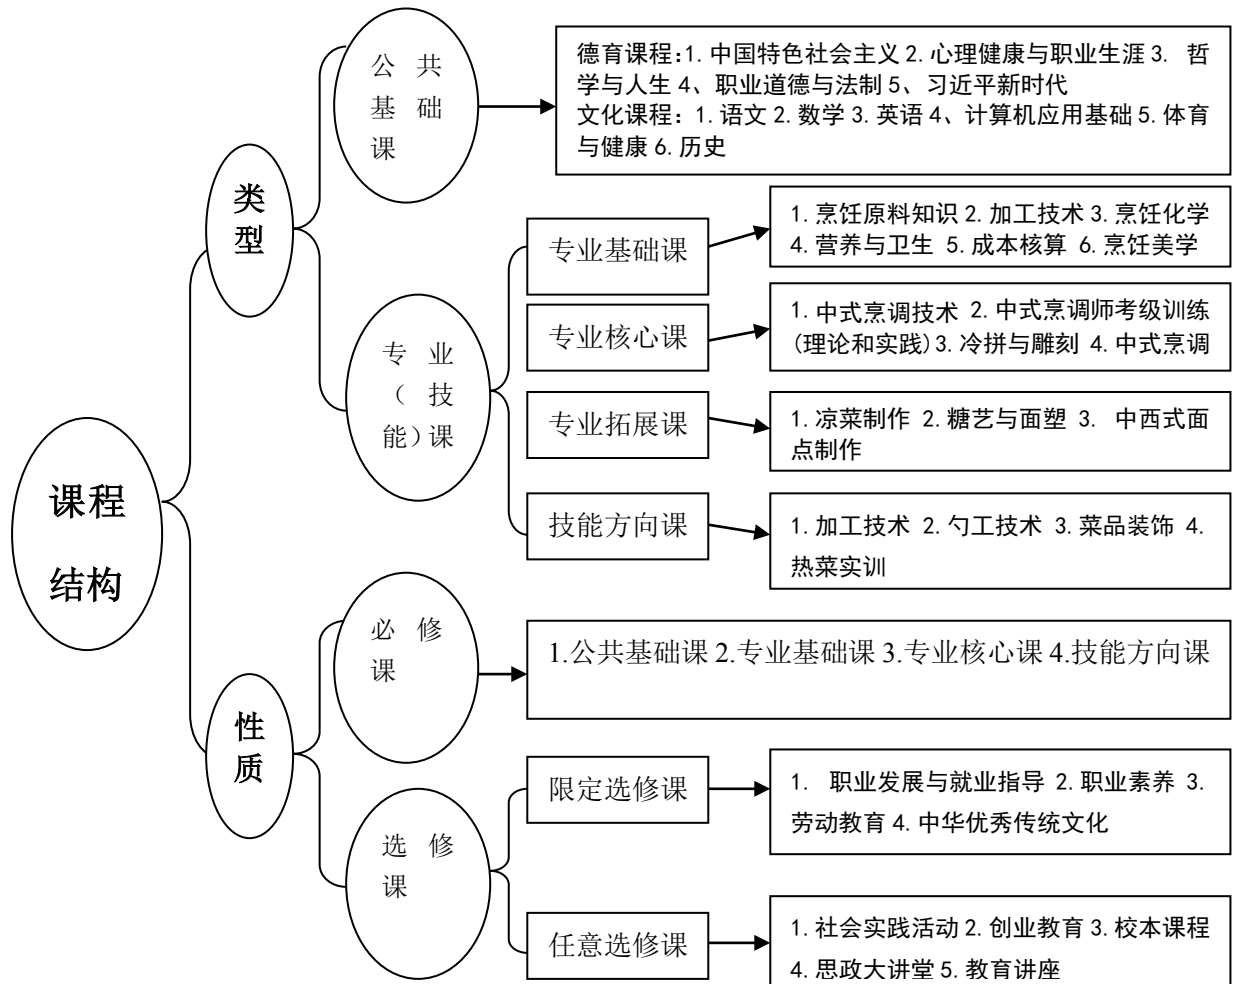 课程
结构
类
型
公 共
基 础
课
德育课程:1.中国特色社会主义 2.心理健康与职业生涯 3. 哲
学与人生 4、职业道德与法制 5、习近平新时代
文化课程: 1.语文 2.数学 3.英语 4、计算机应用基础 5.体育
与健康 6.历史
专 业
（ 技
能）课
专业基础课
1.烹饪原料知识 2.加工技术 3.烹饪化学
4.营养与卫生 5.成本核算 6.烹饪美学
专业核心课
1.中式烹调技术 2.中式烹调师考级训练
(理论和实践)3.冷拼与雕刻 4.中式烹调
专业拓展课
1.凉菜制作 2.糖艺与面塑 3. 中西式面
点制作
技能方向课
1.加工技术 2.勺工技术 3.菜品装饰 4.
热菜实训
性
质
必 修
课
1.公共基础课 2.专业基础课 3.专业核心课 4.技能方向课
选 修
课
限定选修课
1. 职业发展与就业指导 2.职业素养 3.
劳动教育 4.中华优秀传统文化
任意选修课
1.社会实践活动 2.创业教育 3.校本课程
4.思政大讲堂 5.教育讲座